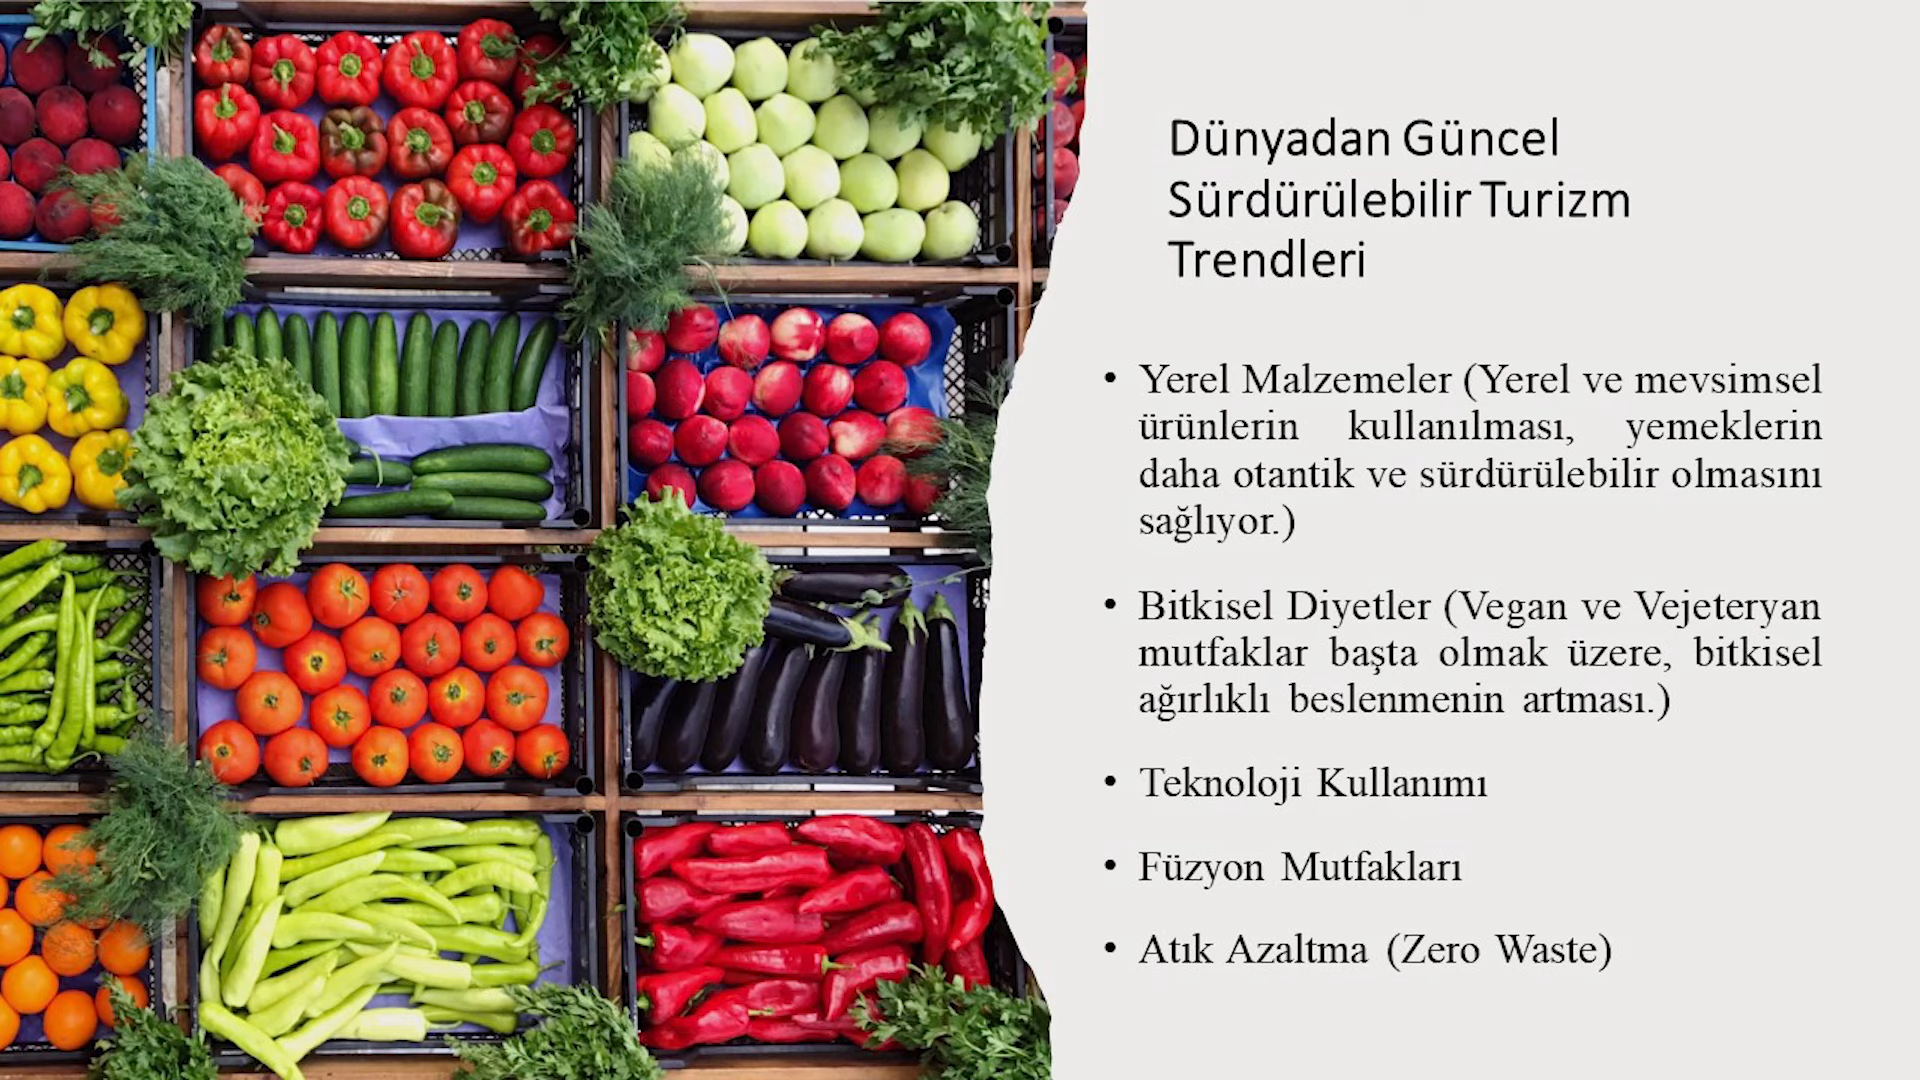 Dünyadan Güncel
Sürdürülebilir Turizm
Trendleri
• Yerel Malzemeler (Yerel ve mevsimsel
ürünlerin kullanılması, yemeklerin
daha otantik ve sürdürülebilir olmasını
sağlıyor.)
• Bitkisel Diyetler (Vegan ve Vejeteryan
mutfaklar başta olmak üzere, bitkisel
ağırlıklı beslenmenin artması.)
• Teknoloji Kullanımı
• Füzyon Mutfakları
• Atık Azaltma (Zero Waste)